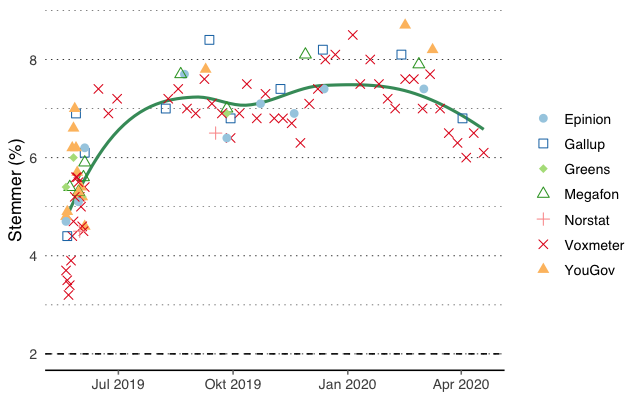 Stemmer (%)
8
6
4
2
Jul 2019
Okt 2019
Jan 2020
Apr 2020
Epinion
Gallup
Greens
Megafon
Norstat
Voxmeter
YouGov